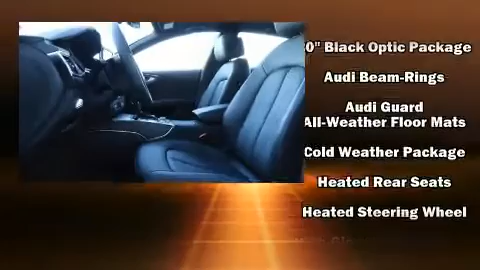 0" Black Optic Package
Audi Beam-Rings
Audi Guard
All-Weather Floor Mats
Cold Weather Package
Heated Rear Seats
Heated Steering Wheel